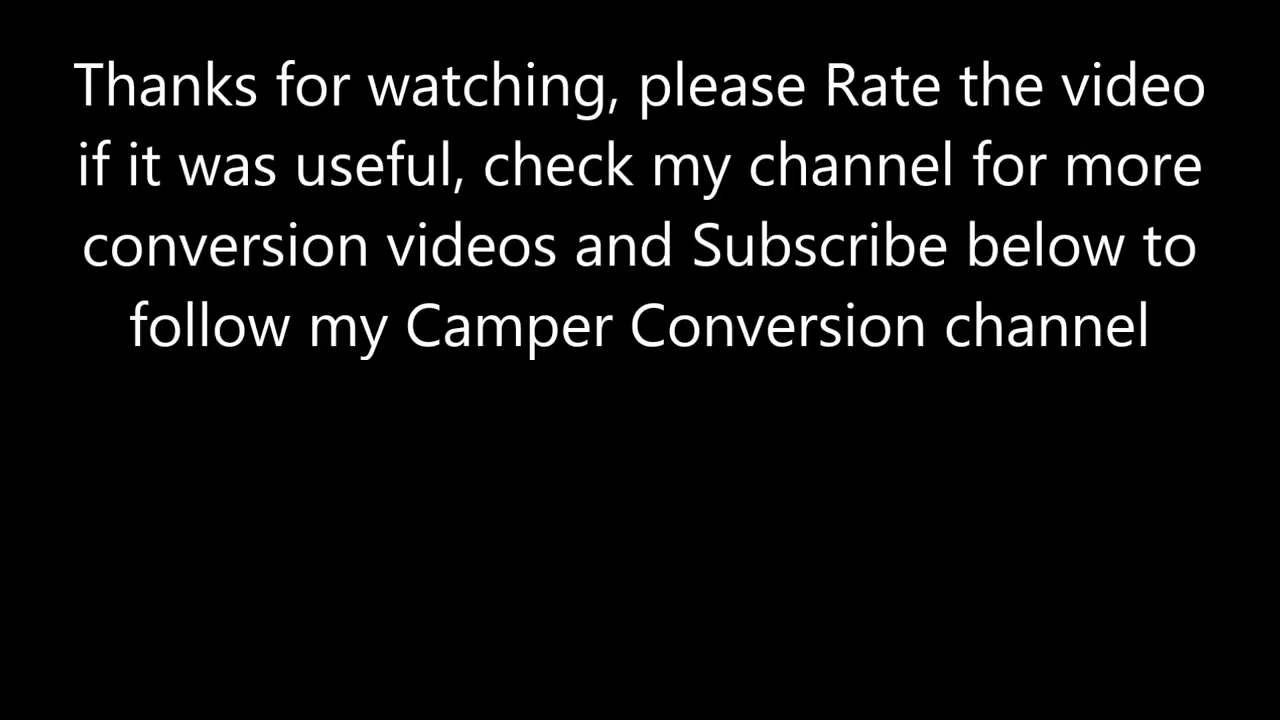 Thanks for watching, please Rate the video
if it was useful, check my channel for more
conversion videos and Subscribe below to
follow my Camper Conversion channel